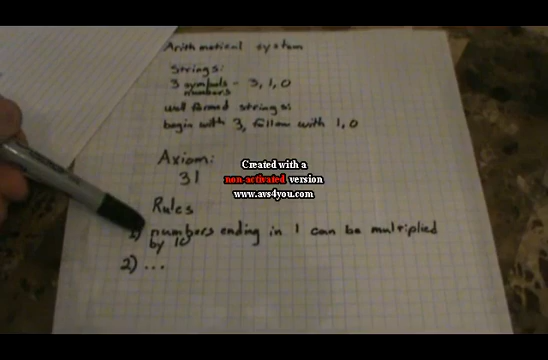 Arithmetical system
Strings:
3 symbols - 3, 1, 0
numbers
well formed strings:
begin with 3, follow with 1, 0
Axiom:
31
Created with a
non-activated version
www.avs4you.com
Rules
1) numbers ending in 1 can be multiplied
by 10
2) ...